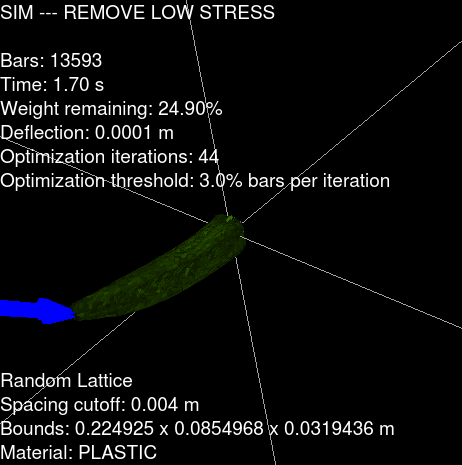 SIM --- REMOVE LOW STRESS
Bars: 13593
Time: 1.70 s
Weight remaining: 24.90%
Deflection: 0.0001 m
Optimization iterations: 44
Optimization threshold: 3.0% bars per iteration
Random Lattice
Spacing cutoff: 0.004 m
Bounds: 0.224925 x 0.0854968 x 0.0319436 m
Material: PLASTIC